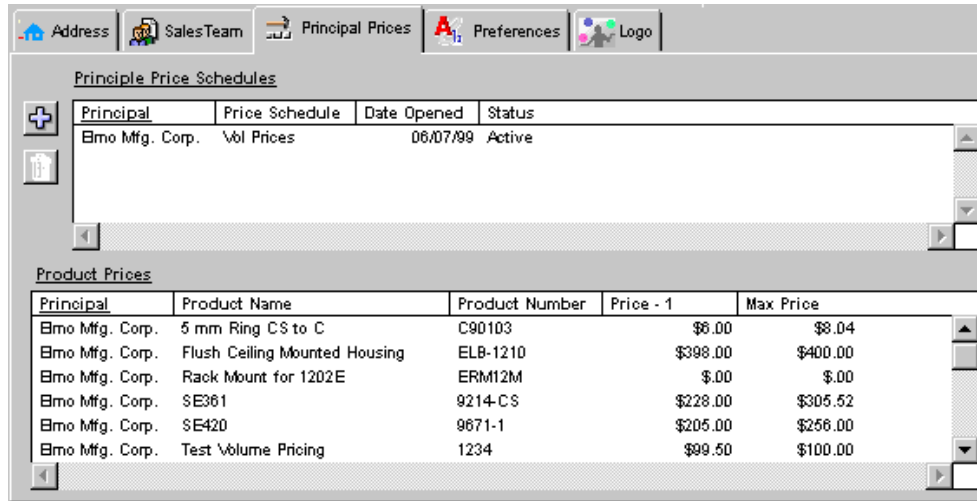 Address SalesTeam Principal Prices Preferences Logo
Principle Price Schedules
Principal Price Schedule Date Opened Status
Elmo Mfg. Corp. Vol Prices 06/07/99 Active
Product Prices
Principal Product Name Product Number Price - 1 Max Price
Elmo Mfg. Corp. 5 mm Ring CS to C C90103 $6.00 $8.04
Elmo Mfg. Corp. Flush Ceiling Mounted Housing ELB-1210 $398.00 $400.00
Elmo Mfg. Corp. Rack Mount for 1202E ERM12M $.00 $.00
Elmo Mfg. Corp. SE361 9214-CS $228.00 $305.52
Elmo Mfg. Corp. SE420 9671-1 $205.00 $256.00
Elmo Mfg. Corp. Test Volume Pricing 1234 $99.50 $100.00